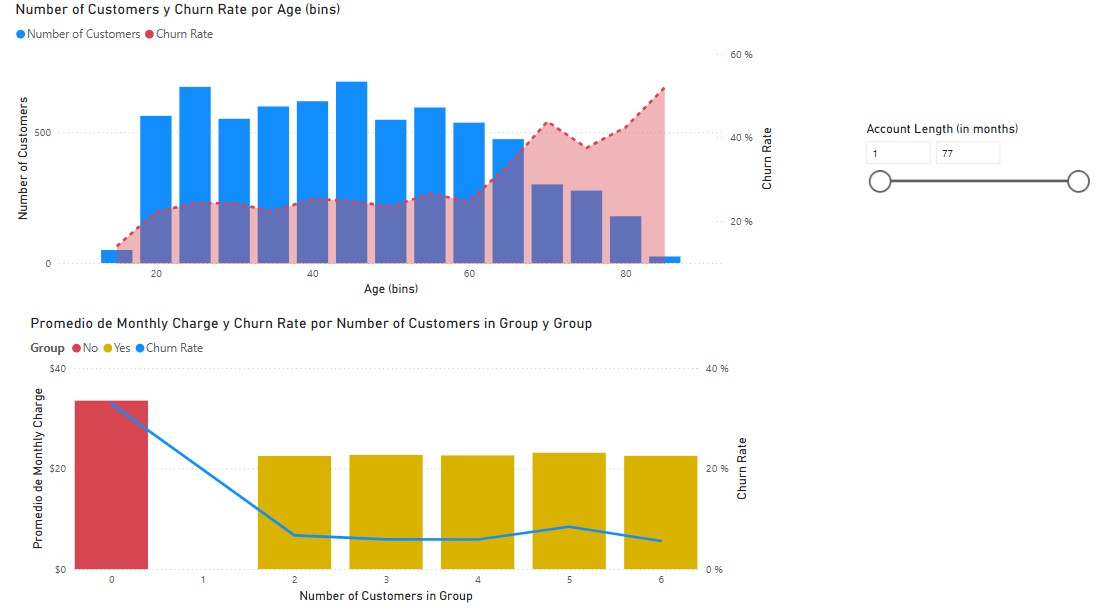 Number of Customers y Churn Rate por Age (bins)
Number of Customers Churn Rate
Number of Customers
500
0
60 %
40 %
20 %
Churn Rate
20 40 60 80
Age (bins)
Account Length (in months)
1 77
Promedio de Monthly Charge y Churn Rate por Number of Customers in Group y Group
Group No Yes Churn Rate
Promedio de Monthly Charge
$40
$20
$0
40 %
20 %
0 %
Churn Rate
0 1 2 3 4 5 6
Number of Customers in Group